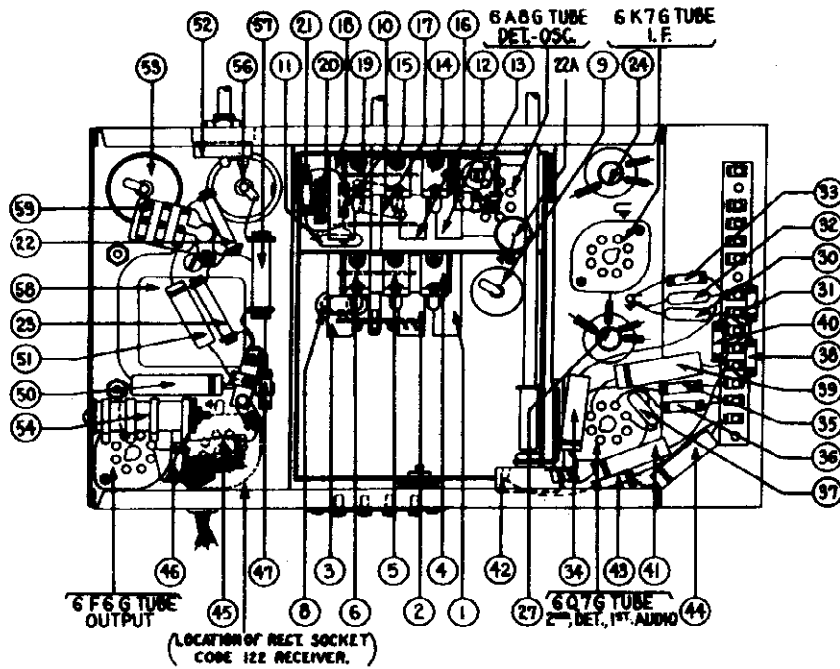 6A8G TUBE
DET.-OSC.
6K7G TUBE
I.F.
52 57 21 18 10 17 16
22A
9 24
53 56 11 20 19 15 14 12 13
59
22
58
23
51
50
54
33
32
30
31
40
38
39
35
36
37
46 47 3 5 4 42 34 43 41
6F6G TUBE
OUTPUT
45
8 6 2 1 27
6Q7G TUBE
2ND, DET., 1ST. AUDIO
44
(LOCATION OF RECT. SOCKET
CODE 122 RECEIVER.)